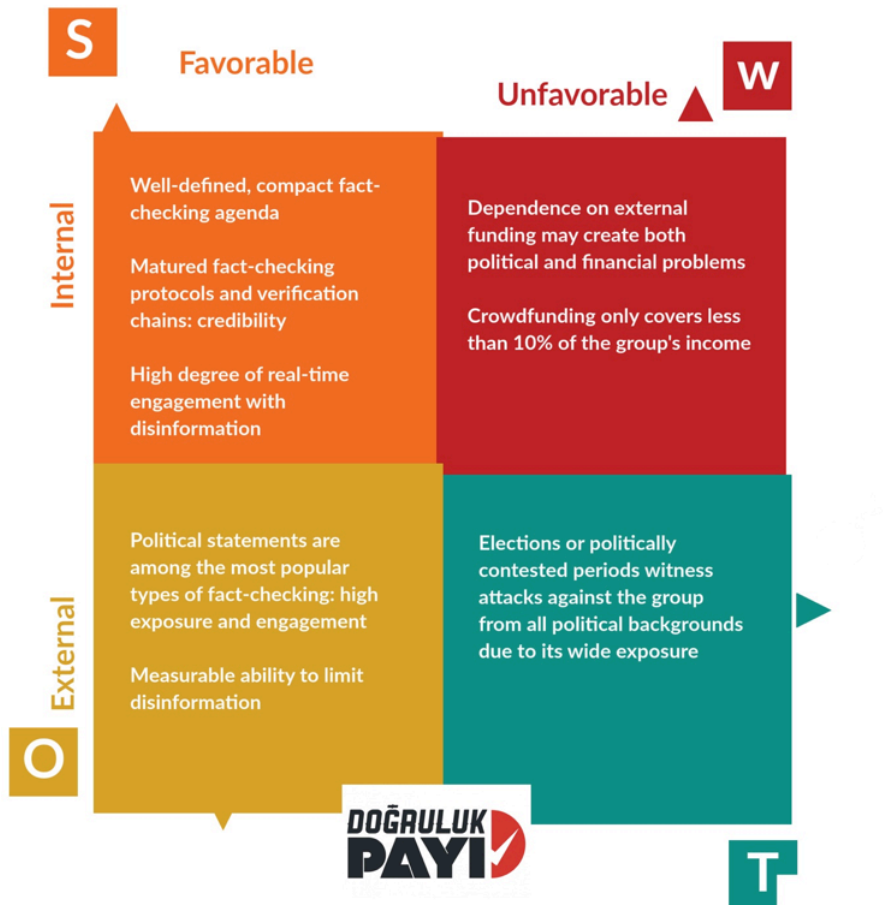 S
Favorable
Unfavorable
W
Internal
Well-defined, compact fact-
checking agenda
Matured fact-checking
protocols and verification
chains: credibility
High degree of real-time
engagement with
disinformation
Dependence on external
funding may create both
political and financial problems
Crowdfunding only covers less
than 10% of the group's income
External
Political statements are
among the most popular
types of fact-checking: high
exposure and engagement
Measurable ability to limit
disinformation
Elections or politically
contested periods witness
attacks against the group
from all political backgrounds
due to its wide exposure
O
DOĞRULUK
PAYI
T